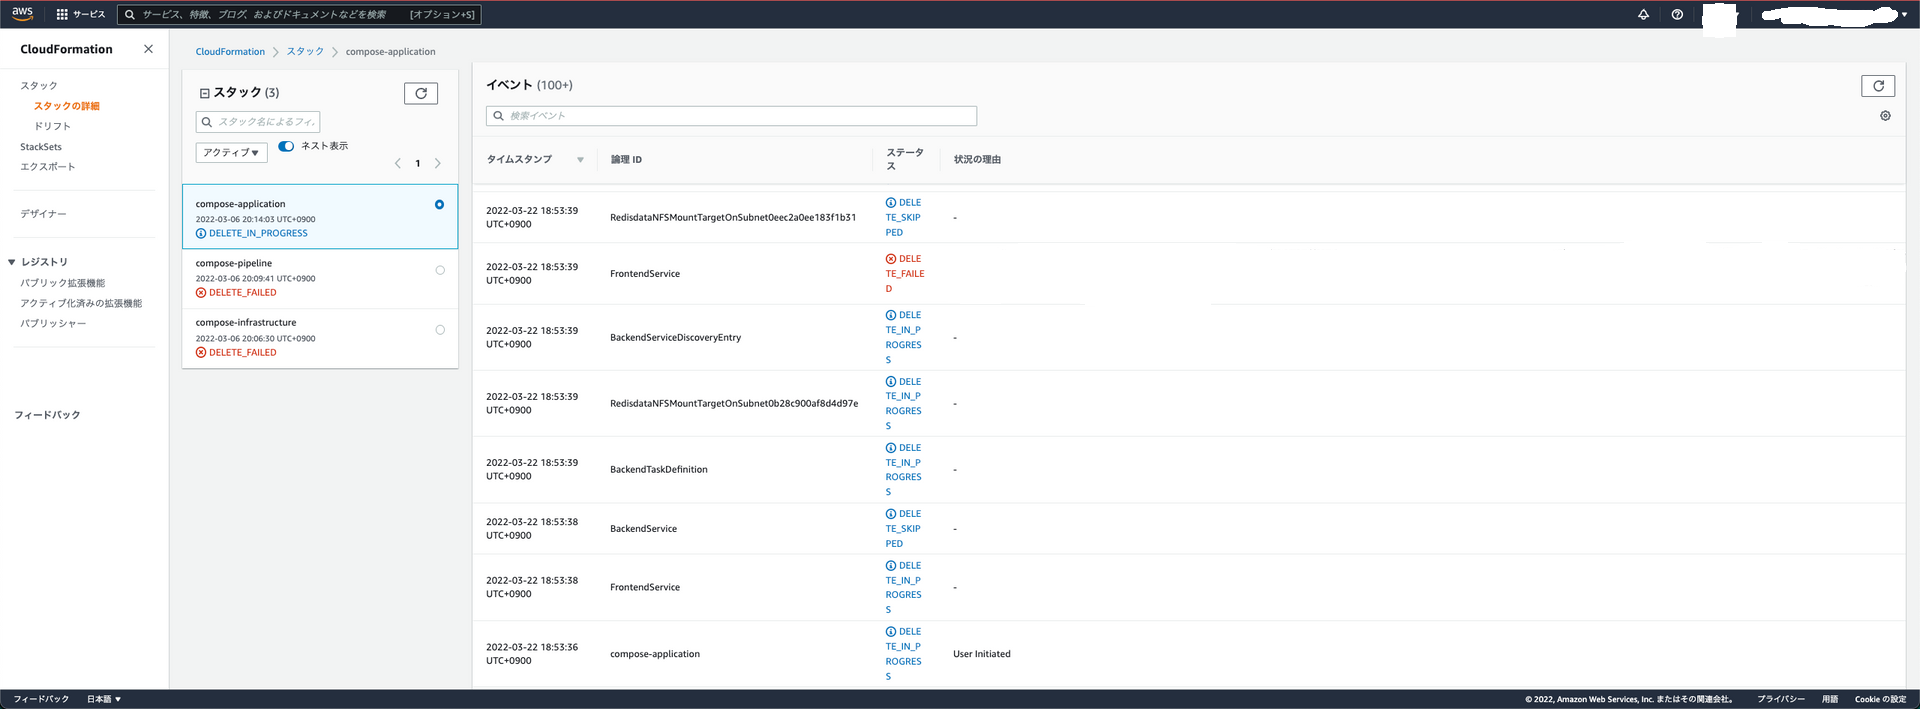 aws
サービス
サービス、特徴、ブログ、およびドキュメントなどを検索 [オプション+S]
CloudFormation
スタック
スタックの詳細
ドリフト
StackSets
エクスポート
デザイナー
▼ レジストリ
パブリック拡張機能
アクティブ化済みの拡張機能
パブリッシャー
フィードバック
CloudFormation > スタック > compose-application
スタック (3)
スタック名によるフィ.
アクティブ ▼
ネスト表示
< 1 >
compose-application
2022-03-06 20:14:03 UTC+0900
DELETE_IN_PROGRESS
compose-pipeline
2022-03-06 20:09:41 UTC+0900
DELETE_FAILED
compose-infrastructure
2022-03-06 20:06:30 UTC+0900
DELETE_FAILED
イベント (100+)
検索イベント
タイムスタンプ ▼ 論理 ID ステータス 状況の理由
2022-03-22 18:53:39 UTC+0900 RedisdataNFSMountTargetOnSubnet0eec2a0ee183f1b31 DELETE_SKIPPED -
2022-03-22 18:53:39 UTC+0900 FrontendService DELETE_FAILED
2022-03-22 18:53:39 UTC+0900 BackendServiceDiscoveryEntry DELETE_IN_PROGRESS -
2022-03-22 18:53:39 UTC+0900 RedisdataNFSMountTargetOnSubnet0b28c900af8d4d97e DELETE_IN_PROGRESS -
2022-03-22 18:53:39 UTC+0900 BackendTaskDefinition DELETE_IN_PROGRESS -
2022-03-22 18:53:38 UTC+0900 BackendService DELETE_SKIPPED -
2022-03-22 18:53:38 UTC+0900 FrontendService DELETE_IN_PROGRESS -
2022-03-22 18:53:36 UTC+0900 compose-application DELETE_IN_PROGRESS User Initiated
フィードバック 日本語 ▼
© 2022, Amazon Web Services, Inc. またはその関連会社。 プライバシー 用語 Cookie の設定